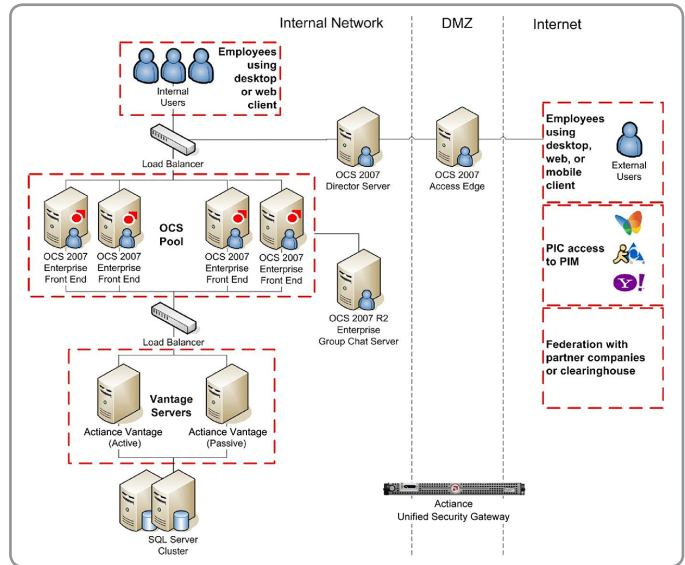 Internal Network
DMZ
Internet
Employees
using
desktop
or web
client
Internal
Users
Load Balancer
OCS 2007
Director Server
OCS 2007
Access Edge
Employees
using
desktop,
web, or
mobile
client
External
Users
OCS
Pool
OCS 2007
Enterprise
Front End
OCS 2007
Enterprise
Front End
OCS 2007
Enterprise
Front End
OCS 2007
Enterprise
Front End
PIC access
to PIM
Y!
OCS 2007 R2
Enterprise
Group Chat Server
Load Balancer
Federation with
partner companies
or clearinghouse
Vantage
Servers
Actiance Vantage
(Active)
Actiance Vantage
(Passive)
Actiance
Unified Security Gateway
SQL Server
Cluster